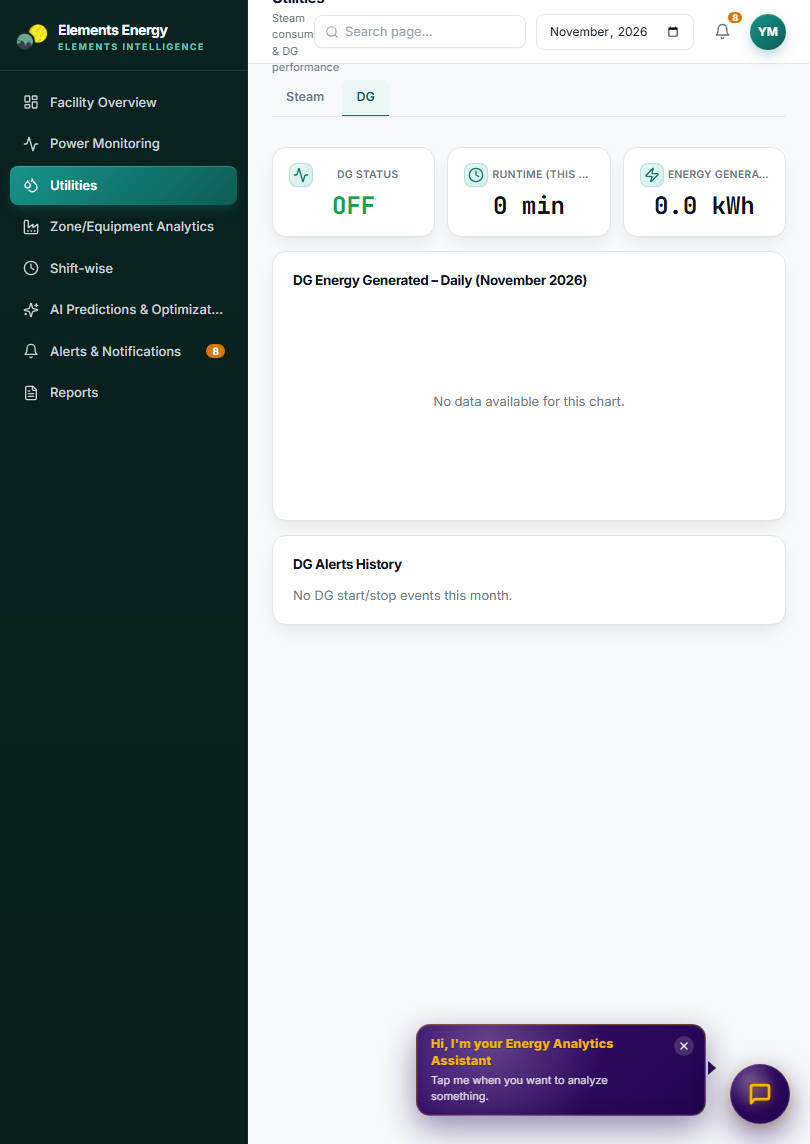 Elements Energy
ELEMENTS INTELLIGENCE
Facility Overview
Power Monitoring
Utilities
Zone/Equipment Analytics
Shift-wise
AI Predictions & Optimizat...
Alerts & Notifications
8
Reports
Utilities
Steam
consum
& DG
performance
Search page...
November, 2026
8
YM
Steam
DG
DG STATUS
OFF
RUNTIME (THIS ...
0 min
ENERGY GENERA...
0.0 kWh
DG Energy Generated – Daily (November 2026)
No data available for this chart.
DG Alerts History
No DG start/stop events this month.
Hi, I'm your Energy Analytics
Assistant
Tap me when you want to analyze
something.